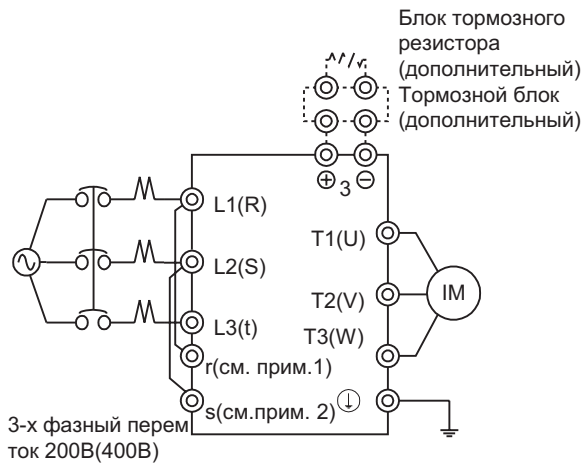 Блок тормозного
резистора
(дополнительный)
Тормозной блок
(дополнительный)
⊕ 3 ⊖
L1(R)
T1(U)
L2(S)
T2(V)
IM
L3(t)
T3(W)
r(см. прим.1)
s(см.прим. 2)
3-х фазный перем
ток 200В(400В)